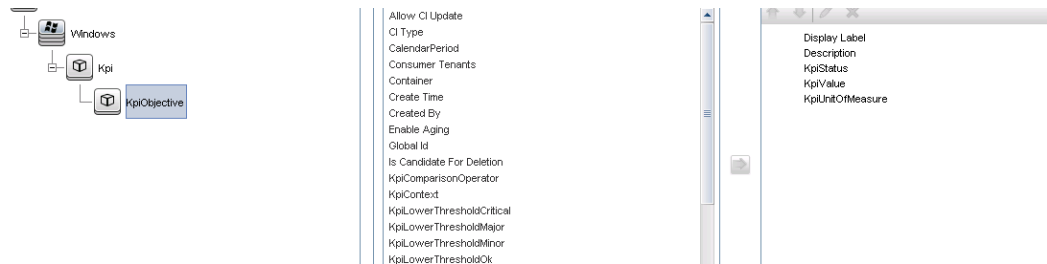 Windows
Kpi
KpiObjective
Allow CI Update
CI Type
CalendarPeriod
Consumer Tenants
Container
Create Time
Created By
Enable Aging
Global Id
Is Candidate For Deletion
KpiComparisonOperator
KpiContext
KpiLowerThresholdCritical
KpiLowerThresholdMajor
KpiLowerThresholdMinor
KpiLowerThresholdOk
Display Label
Description
KpiStatus
KpiValue
KpiUnitOfMeasure